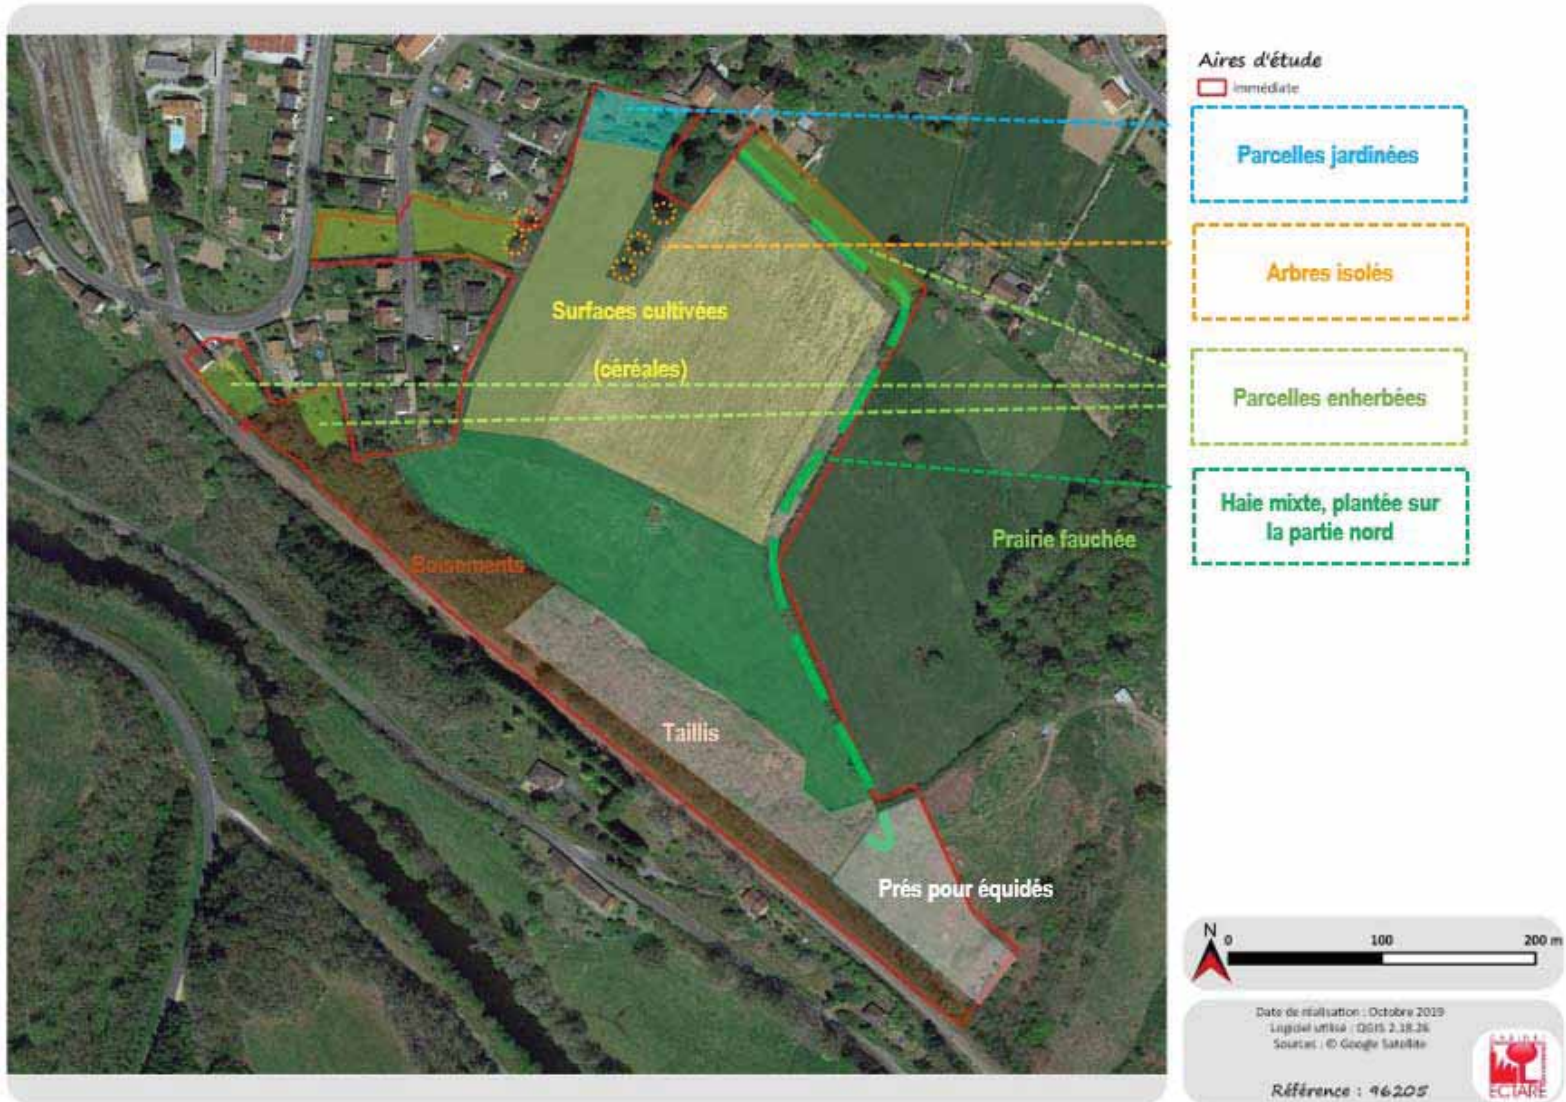 Aires d'étude
immédiate
Parcelles jardinées
Arbres isolés
Parcelles enherbées
Haie mixte, plantée sur
la partie nord
Surfaces cultivées
(céréales)
Prairie fauchée
Boisements
Taillis
Prés pour équidés
N
0 100 200 m
Date de réalisation : Octobre 2019
Logiciel utilisé : QGIS 2.18.26
Sources : © Google Satellite
Référence : 96205
ECTARE